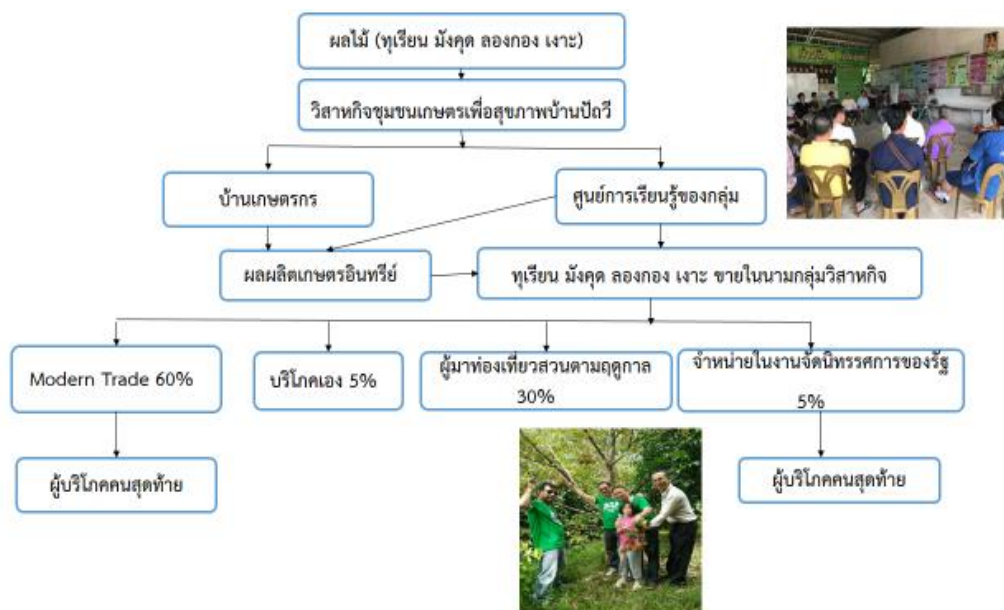 ผลไม้ (ทุเรียน มังคุด ลองกอง เงาะ)
วิสาหกิจชุมชนเกษตรเพื่อสุขภาพบ้านปัถวี
บ้านเกษตรกร
ศูนย์การเรียนรู้ของกลุ่ม
ผลผลิตเกษตรอินทรีย์
ทุเรียน มังคุด ลองกอง เงาะ ขายในนามกลุ่มวิสาหกิจ
Modern Trade 60%
บริโภคเอง 5%
ผู้มาท่องเที่ยวสวนตามฤดูกาล
30%
จำหน่ายในงานจัดนิทรรศการของรัฐ
5%
ผู้บริโภคคนสุดท้าย
ผู้บริโภคคนสุดท้าย